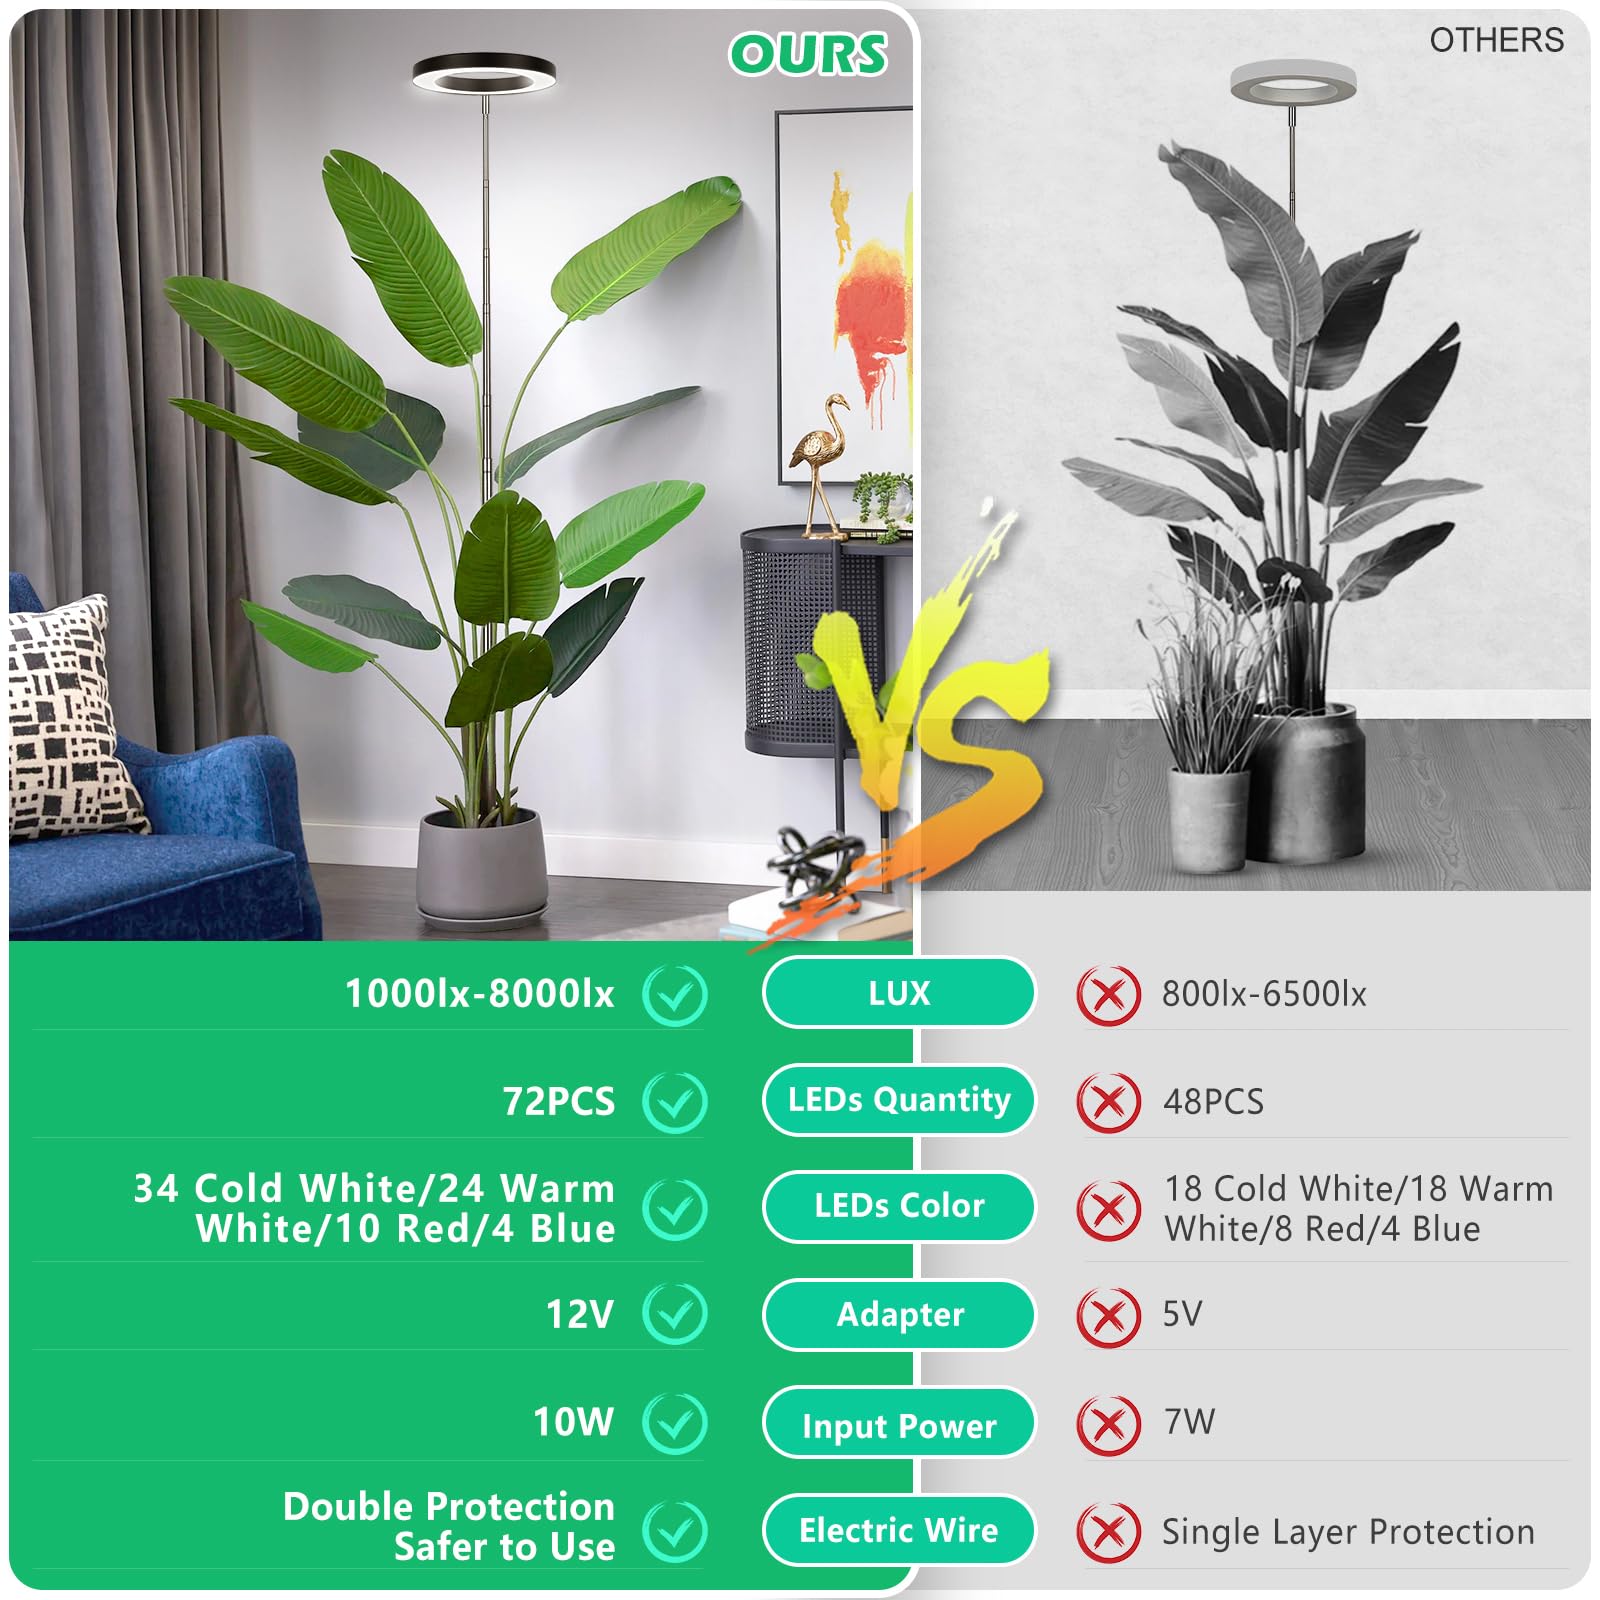 OURS
OTHERS
VS
1000lx-8000lx
LUX
800lx-6500lx
72PCS
LEDs Quantity
48PCS
34 Cold White/24 Warm
White/10 Red/4 Blue
LEDs Color
18 Cold White/18 Warm
White/8 Red/4 Blue
12V
Adapter
5V
10W
Input Power
7W
Double Protection
Safer to Use
Electric Wire
Single Layer Protection